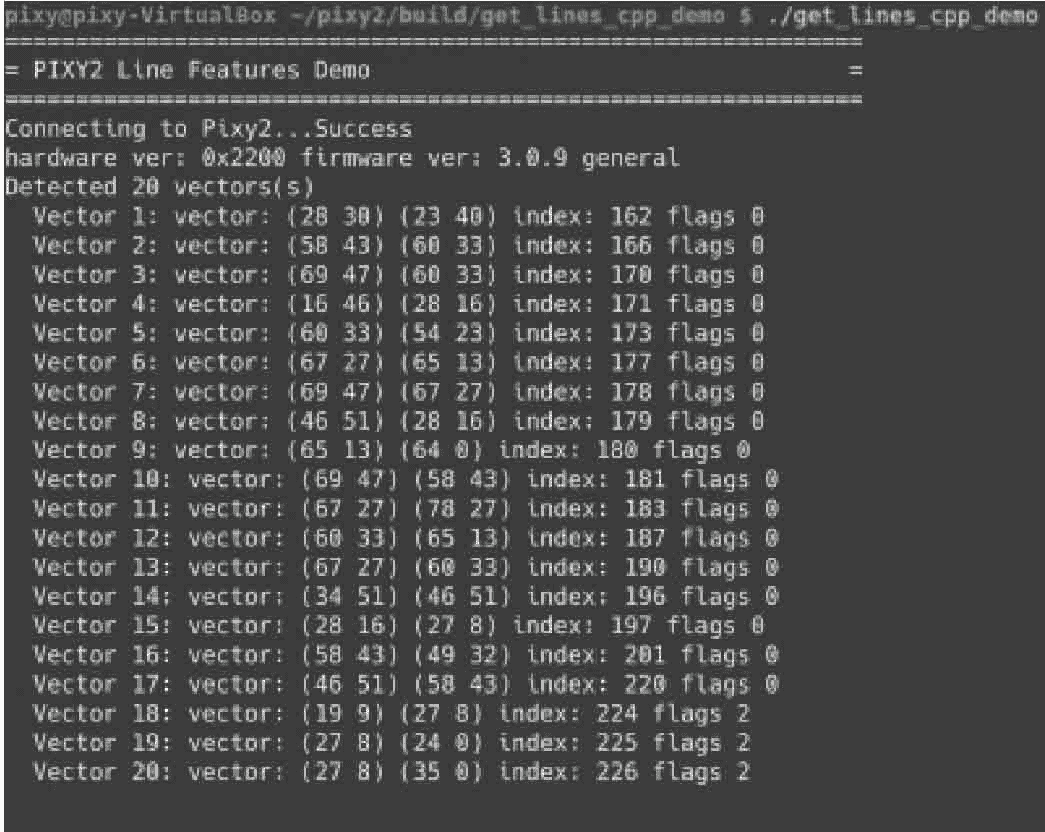 pixy@pixy-VirtualBox ~/pixy2/build/get_lines_cpp_demo $ ./get_lines_cpp_demo
=============================================================
= PIXY2 Line Features Demo                                  =
=============================================================
Connecting to Pixy2...Success
hardware ver: 0x2200 firmware ver: 3.0.9 general
Detected 20 vectors(s)
  Vector 1: vector: (28 30) (23 40) index: 162 flags 0
  Vector 2: vector: (58 43) (60 33) index: 166 flags 0
  Vector 3: vector: (69 47) (60 33) index: 170 flags 0
  Vector 4: vector: (16 46) (28 16) index: 171 flags 0
  Vector 5: vector: (60 33) (54 23) index: 173 flags 0
  Vector 6: vector: (67 27) (65 13) index: 177 flags 0
  Vector 7: vector: (69 47) (67 27) index: 178 flags 0
  Vector 8: vector: (46 51) (28 16) index: 179 flags 0
  Vector 9: vector: (65 13) (64 0) index: 180 flags 0
  Vector 10: vector: (69 47) (58 43) index: 181 flags 0
  Vector 11: vector: (67 27) (78 27) index: 183 flags 0
  Vector 12: vector: (60 33) (65 13) index: 187 flags 0
  Vector 13: vector: (67 27) (60 33) index: 190 flags 0
  Vector 14: vector: (34 51) (46 51) index: 196 flags 0
  Vector 15: vector: (28 16) (27 8) index: 197 flags 0
  Vector 16: vector: (58 43) (49 32) index: 201 flags 0
  Vector 17: vector: (46 51) (58 43) index: 220 flags 0
  Vector 18: vector: (19 9) (27 8) index: 224 flags 2
  Vector 19: vector: (27 8) (24 0) index: 225 flags 2
  Vector 20: vector: (27 8) (35 0) index: 226 flags 2